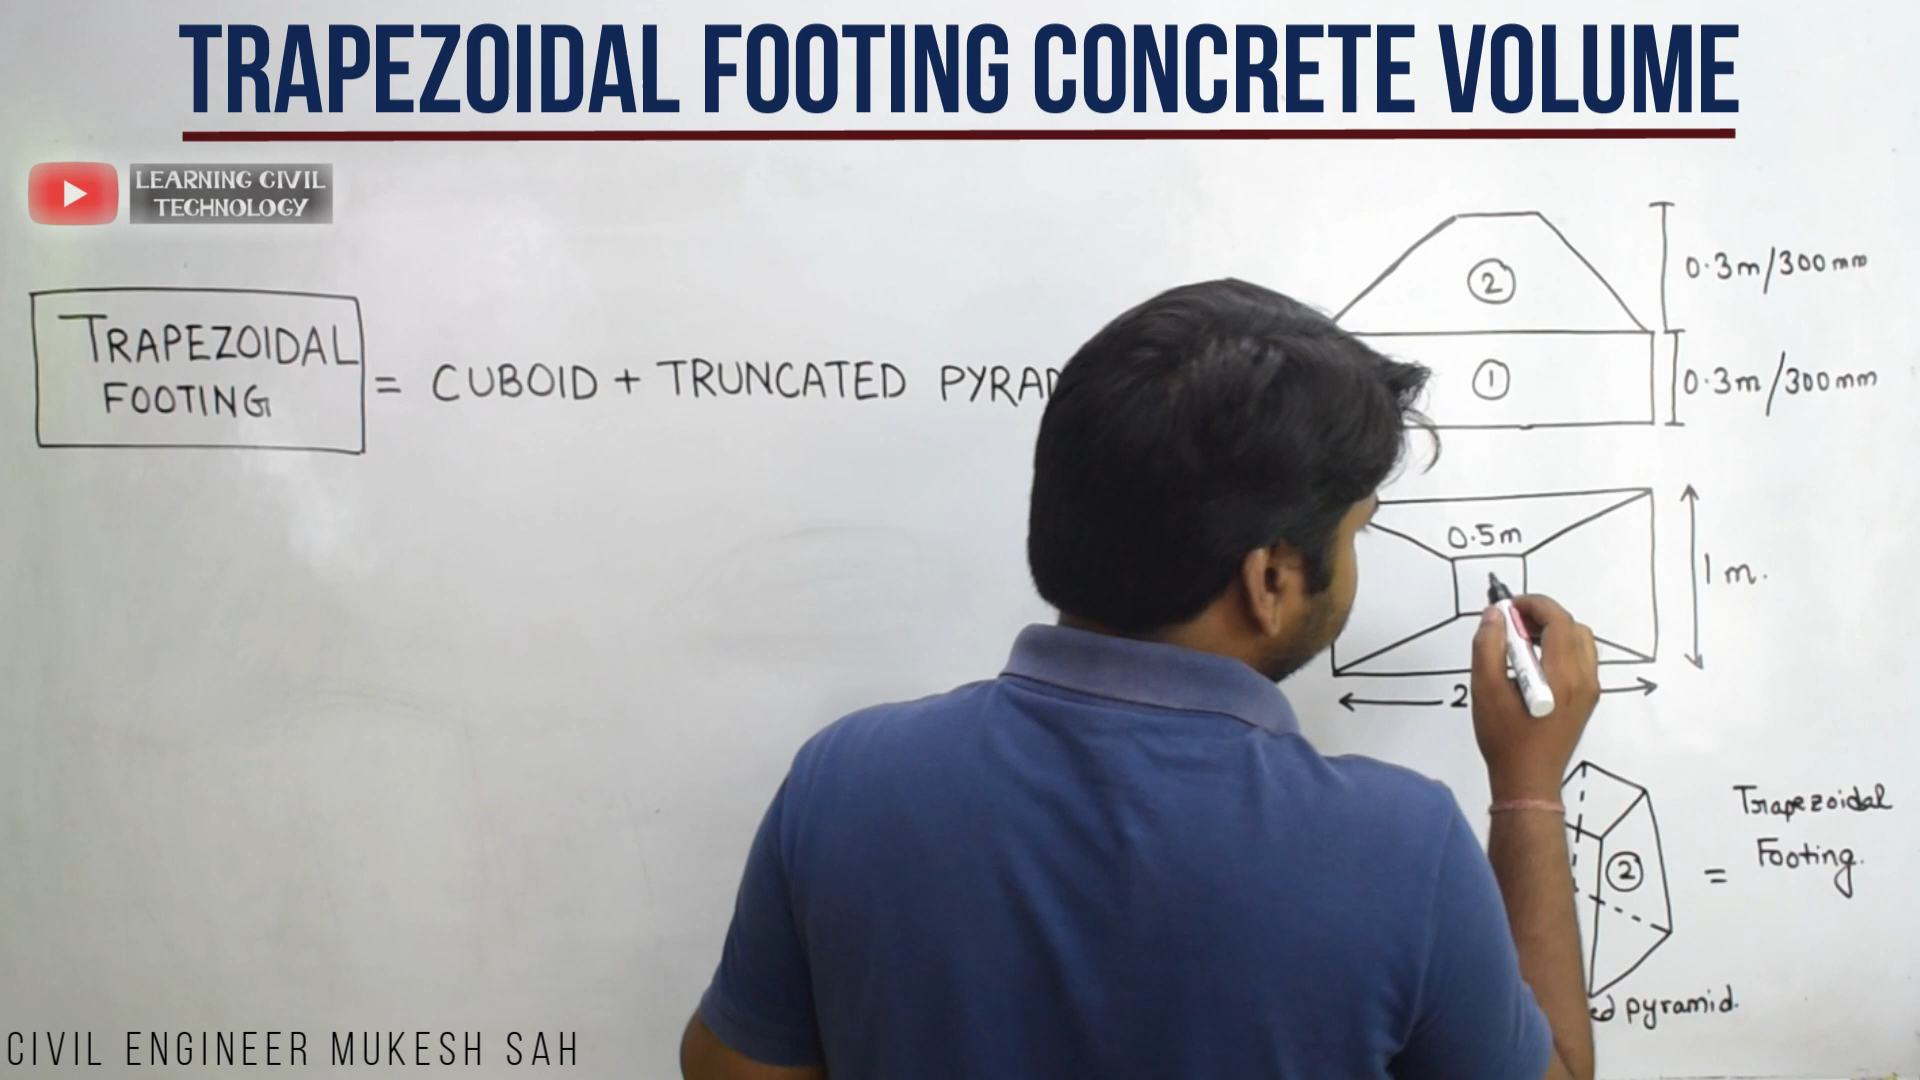 TRAPEZOIDAL FOOTING CONCRETE VOLUME
LEARNING CIVIL
TECHNOLOGY
TRAPEZOIDAL
FOOTING
= CUBOID + TRUNCATED
2
0.3m/300mm
1
0.3m/300mm
0.5m
1 m.
2
Trapezoidal
Footing.
2
=
pyramid.
CIVIL ENGINEER MUKESH SAH